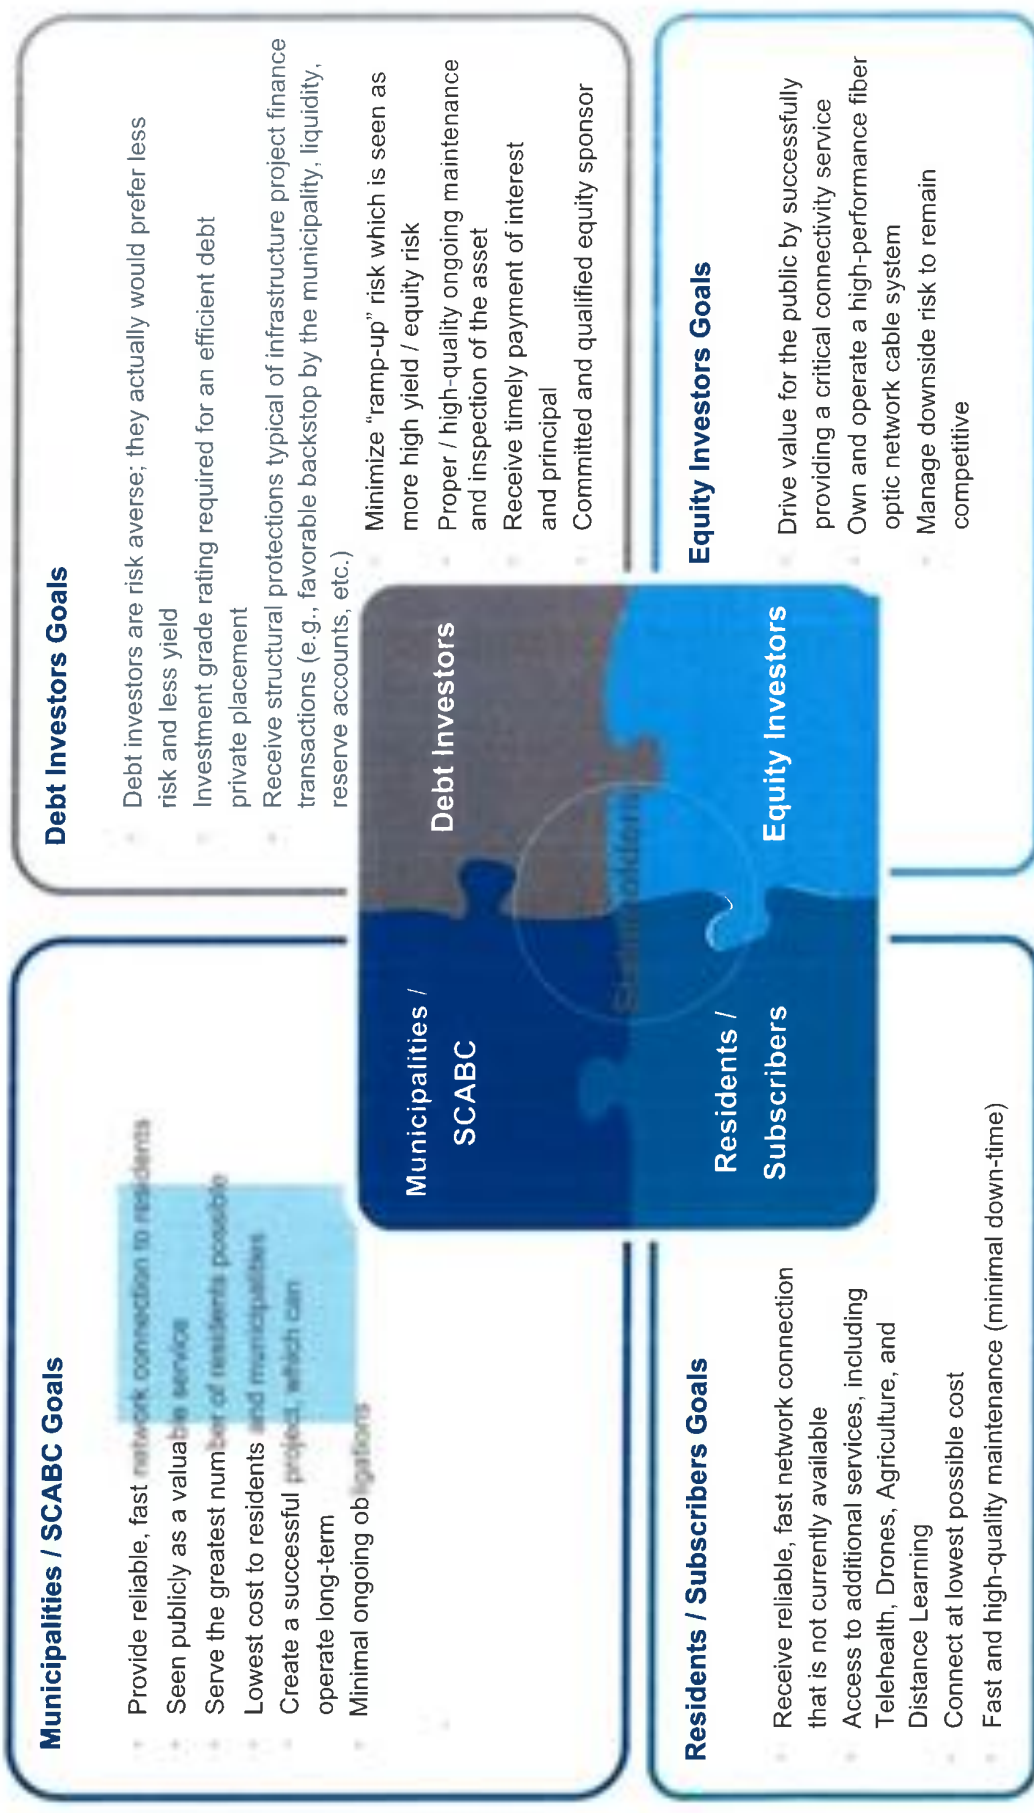 Municipalities / SCABC Goals
Provide reliable, fast network connection to residents
Seen publicly as a valuable service
Serve the greatest number of residents possible
Lowest cost to residents and municipalities
Create a successful project, which can
operate long-term
Minimal ongoing obligations
Debt Investors Goals
Debt investors are risk averse; they actually would prefer less
risk and less yield
Investment grade rating required for an efficient debt
private placement
Receive structural protections typical of infrastructure project finance
transactions (e.g., favorable backstop by the municipality, liquidity,
reserve accounts, etc.)
Minimize “ramp-up” risk which is seen as
more high yield / equity risk
Proper / high-quality ongoing maintenance
and inspection of the asset
Receive timely payment of interest
and principal
Committed and qualified equity sponsor
Municipalities /
SCABC
Debt Investors
Stakeholders
Residents /
Subscribers
Equity Investors
Residents / Subscribers Goals
Receive reliable, fast network connection
that is not currently available
Access to additional services, including
Telehealth, Drones, Agriculture, and
Distance Learning
Connect at lowest possible cost
Fast and high-quality maintenance (minimal down-time)
Equity Investors Goals
Drive value for the public by successfully
providing a critical connectivity service
Own and operate a high-performance fiber
optic network cable system
Manage downside risk to remain
competitive